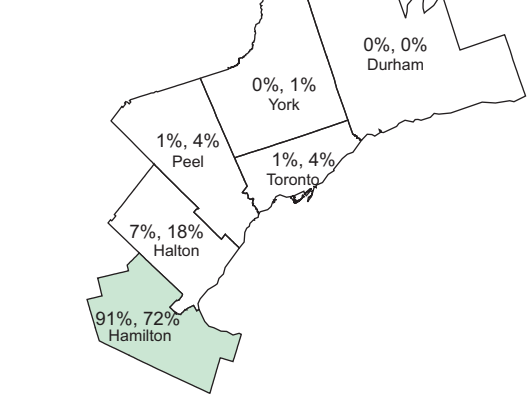 0%, 0%
Durham
0%, 1%
York
1%, 4%
Peel
1%, 4%
Toronto
7%, 18%
Halton
91%, 72%
Hamilton